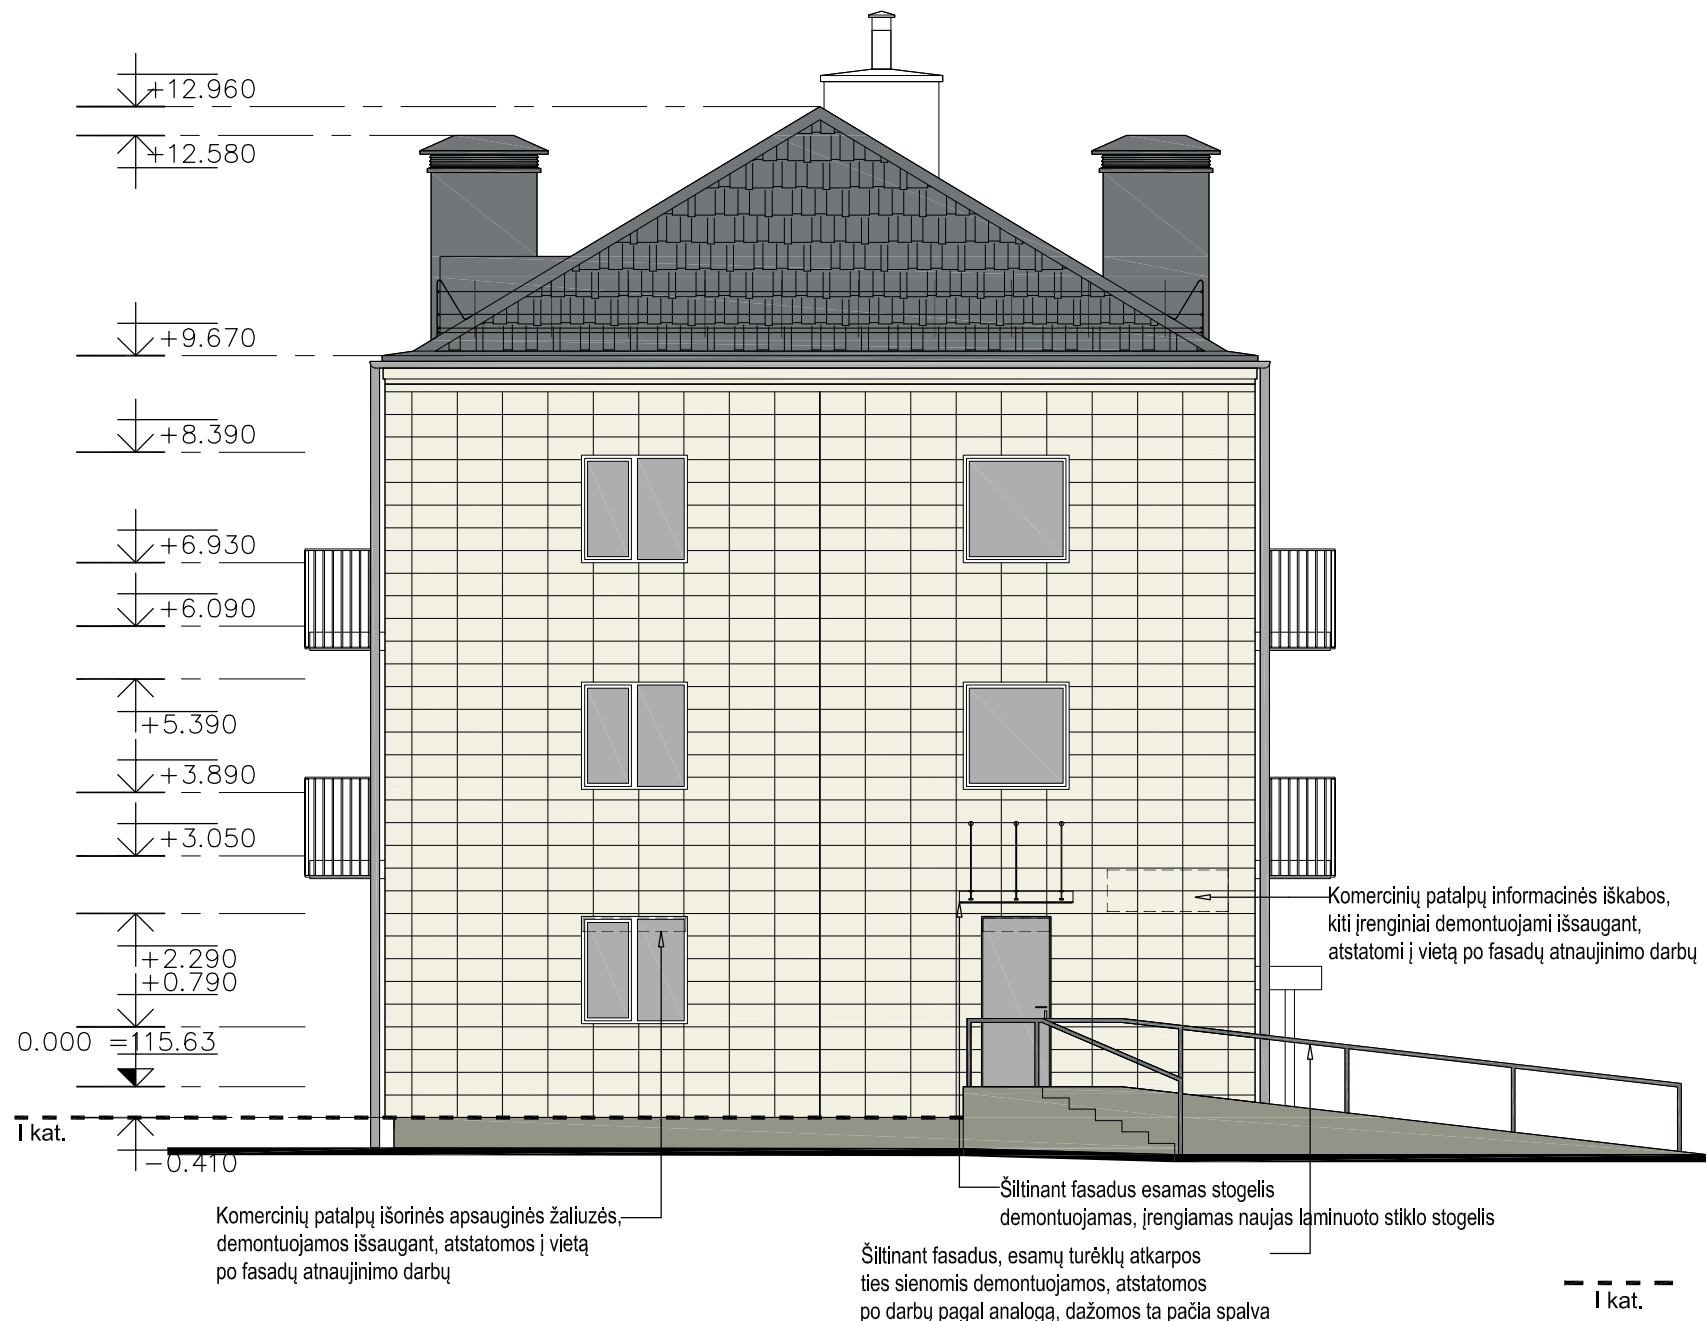 +12.960
+12.580
+9.670
+8.390
+6.930
+6.090
+5.390
+3.890
+3.050
+2.290
+0.790
0.000 =115.63
I kat.
-0.410
Komercinių patalpų informacinės iškabos,
kiti įrenginiai demontuojami išsaugant,
atstatomi į vietą po fasadų atnaujinimo darbų
Komercinių patalpų išorinės apsauginės žaliuzės,
demontuojamos išsaugant, atstatomos į vietą
po fasadų atnaujinimo darbų
Šiltinant fasadus esamas stogelis
demontuojamas, įrengiamas naujas laminuoto stiklo stogelis
Šiltinant fasadus, esamų turėklų atkarpos
ties sienomis demontuojamos, atstatomos
po darbų pagal analogą, dažomos ta pačia spalva
I kat.